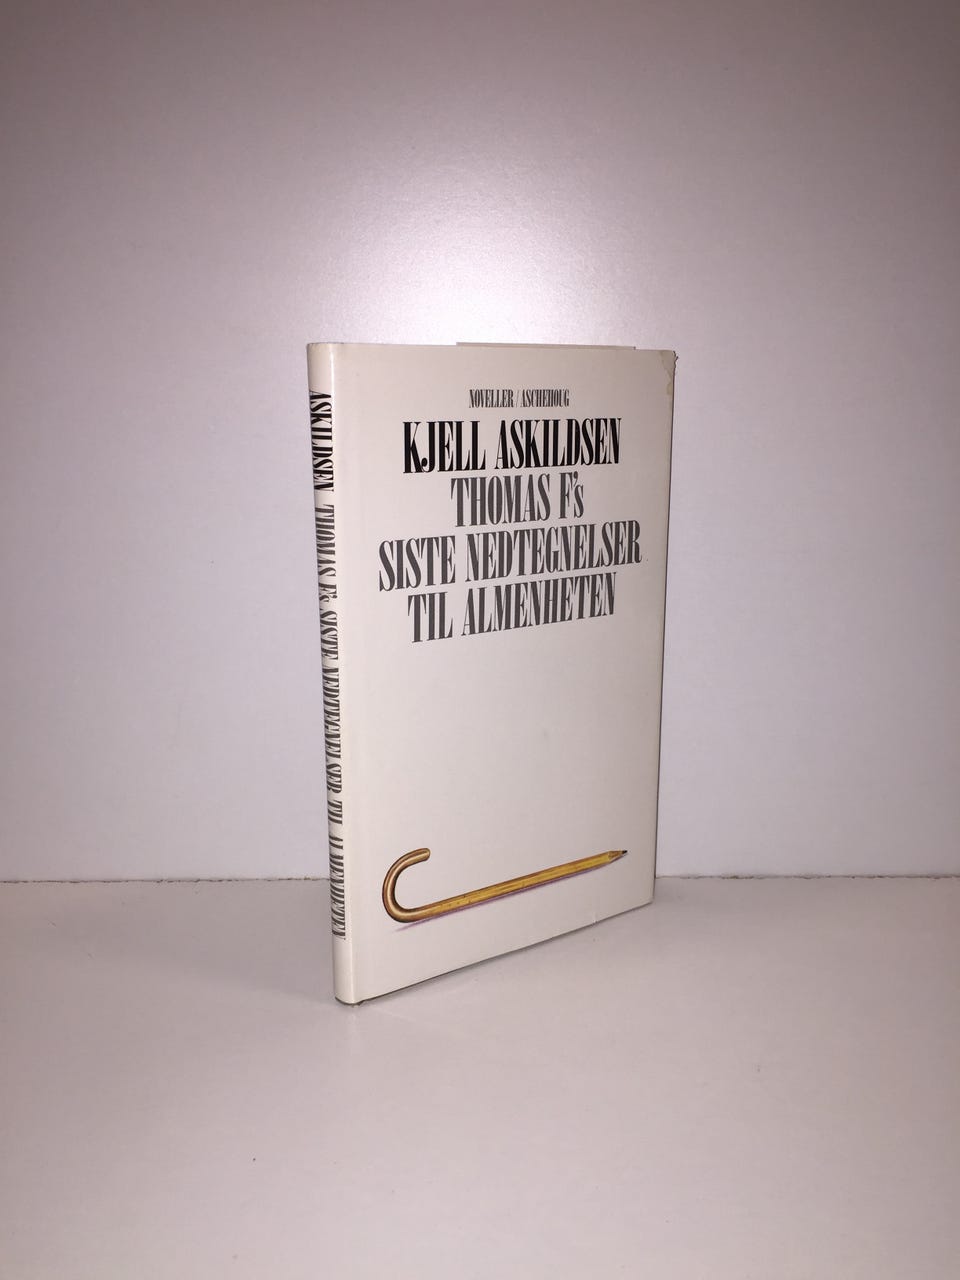 NOVELLER / ASCHEHOUG
KJELL ASKILDSEN
THOMAS F's
SISTE NEDTEGNELSER
TIL ALMENHETEN
ASKILDSEN THOMAS F's SISTE NEDTEGNELSER TIL ALMENHETEN